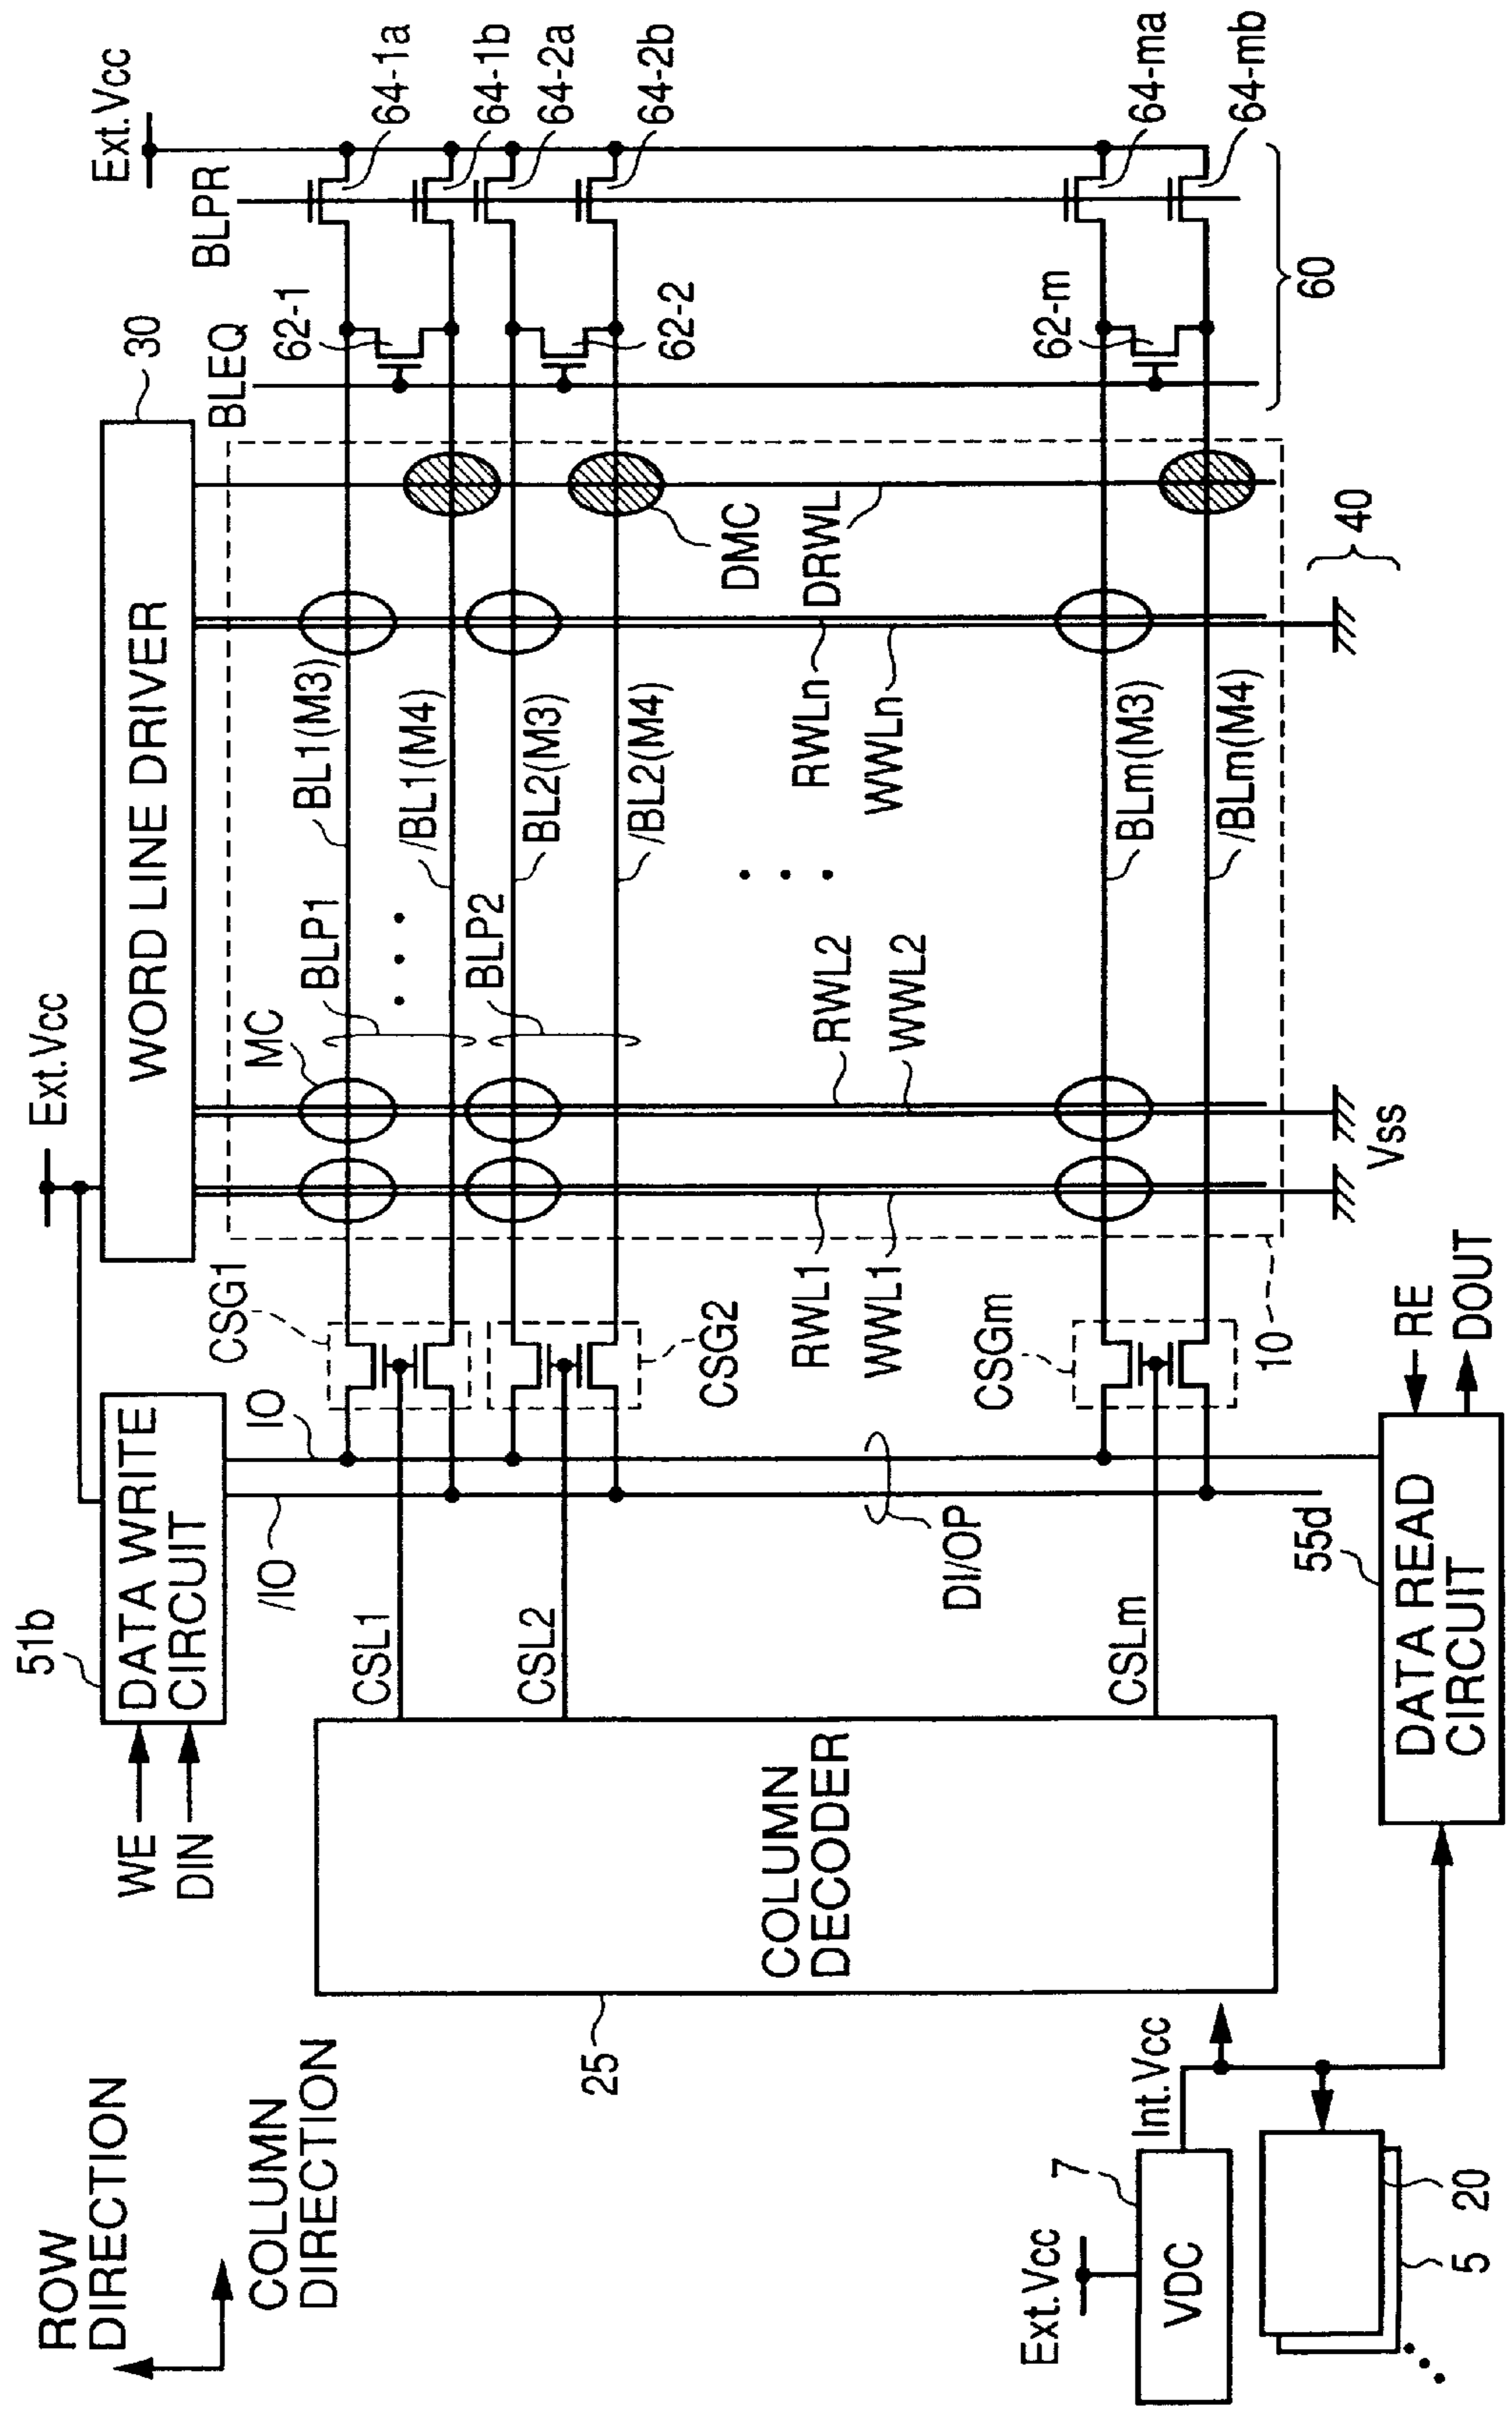 ROW
DIRECTION
COLUMN
DIRECTION
WE
DIN
51b
DATA WRITE
CIRCUIT
/IO
IO
Ext.Vcc
WORD LINE DRIVER
30
Ext.Vcc
BLPR
BLEQ
CSG1
CSL1
MC
BLP1
BL1(M3)
/BL1(M4)
62-1
64-1a
64-1b
CSL2
CSG2
BLP2
BL2(M3)
/BL2(M4)
62-2
64-2a
64-2b
COLUMN
DECODER
25
DI/OP
RWL1
WWL1
RWL2
WWL2
RWLn
WWLn
DMC
DRWL
CSLm
CSGm
BLm(M3)
/BLm(M4)
62-m
64-ma
64-mb
60
10
Vss
40
Ext.Vcc
VDC
7
Int.Vcc
20
5
55d
DATA READ
CIRCUIT
RE
DOUT